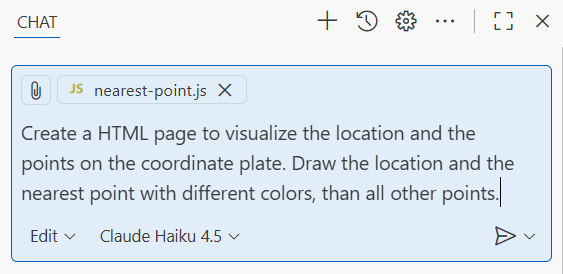 CHAT
JS nearest-point.js
Create a HTML page to visualize the location and the
points on the coordinate plate. Draw the location and the
nearest point with different colors, than all other points.
Edit Claude Haiku 4.5